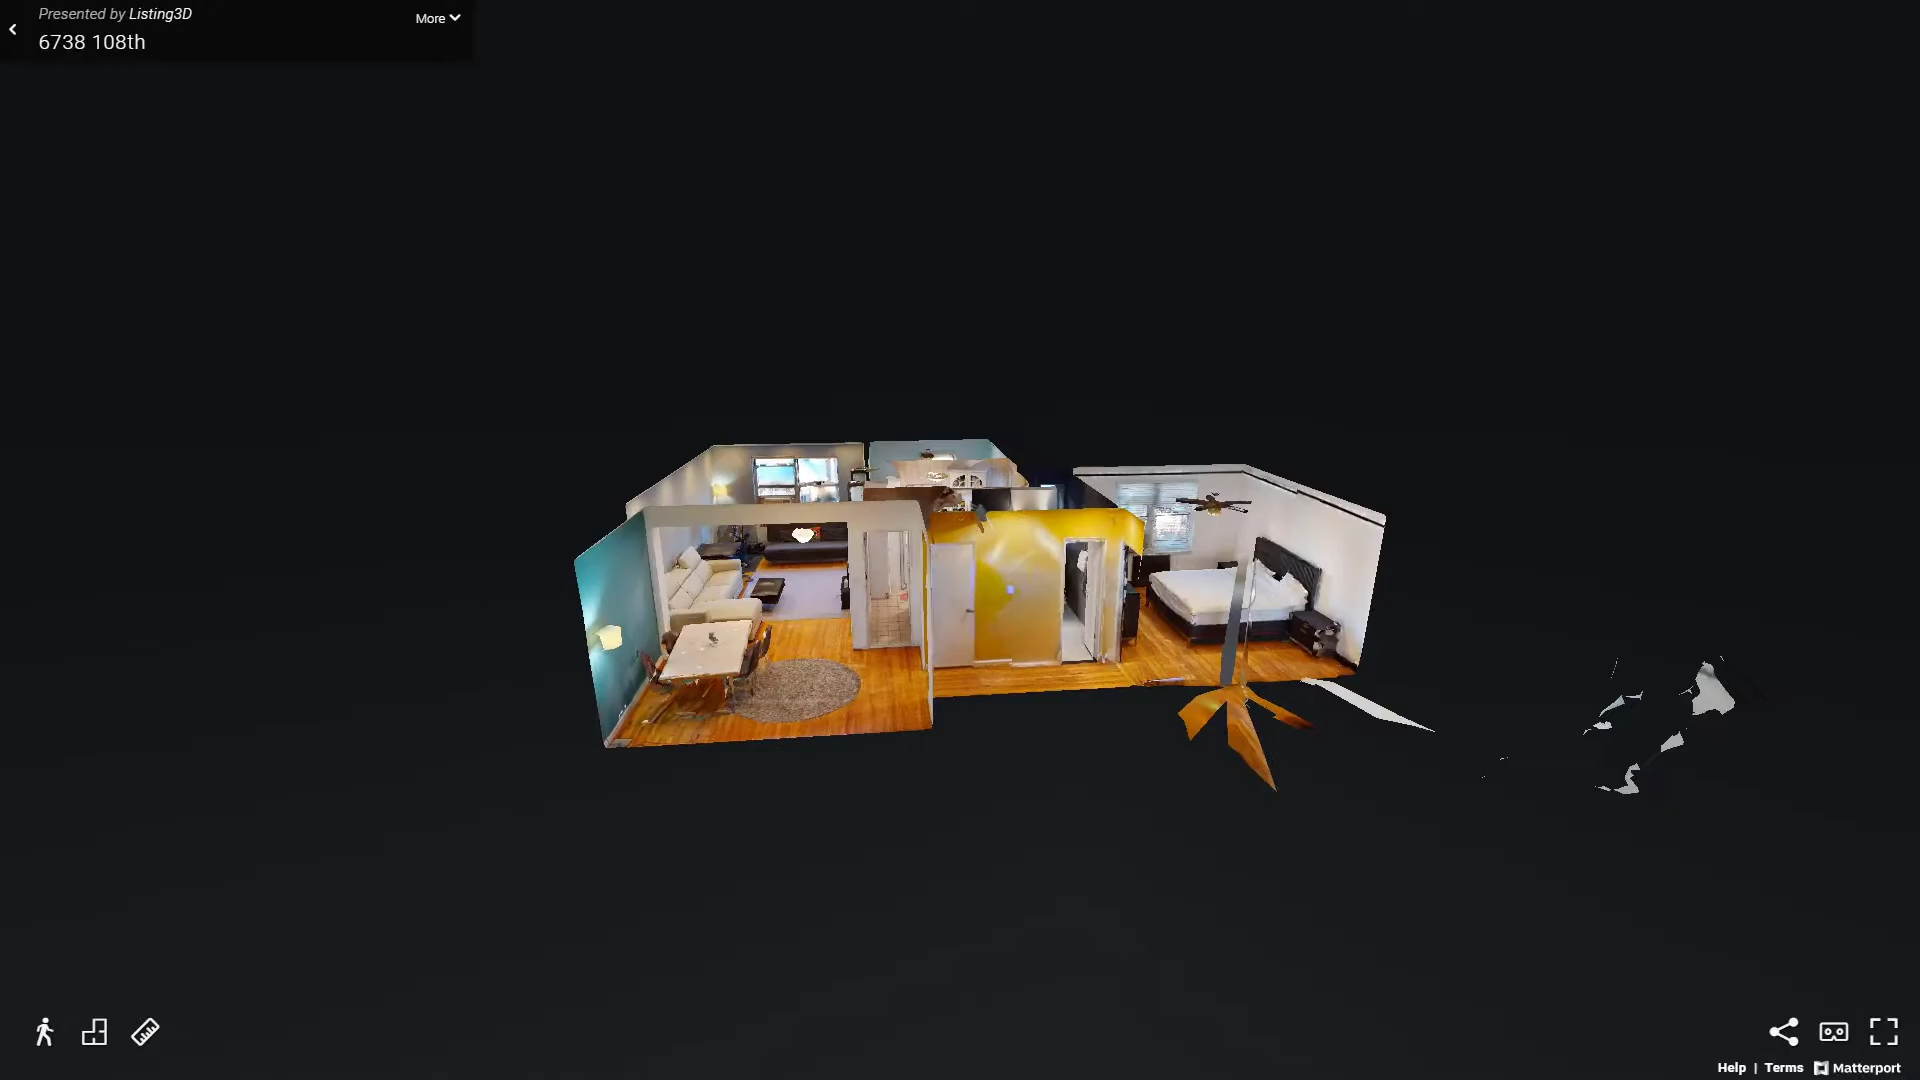 Presented by Listing3D
More
6738 108th
Help | Terms Matterport